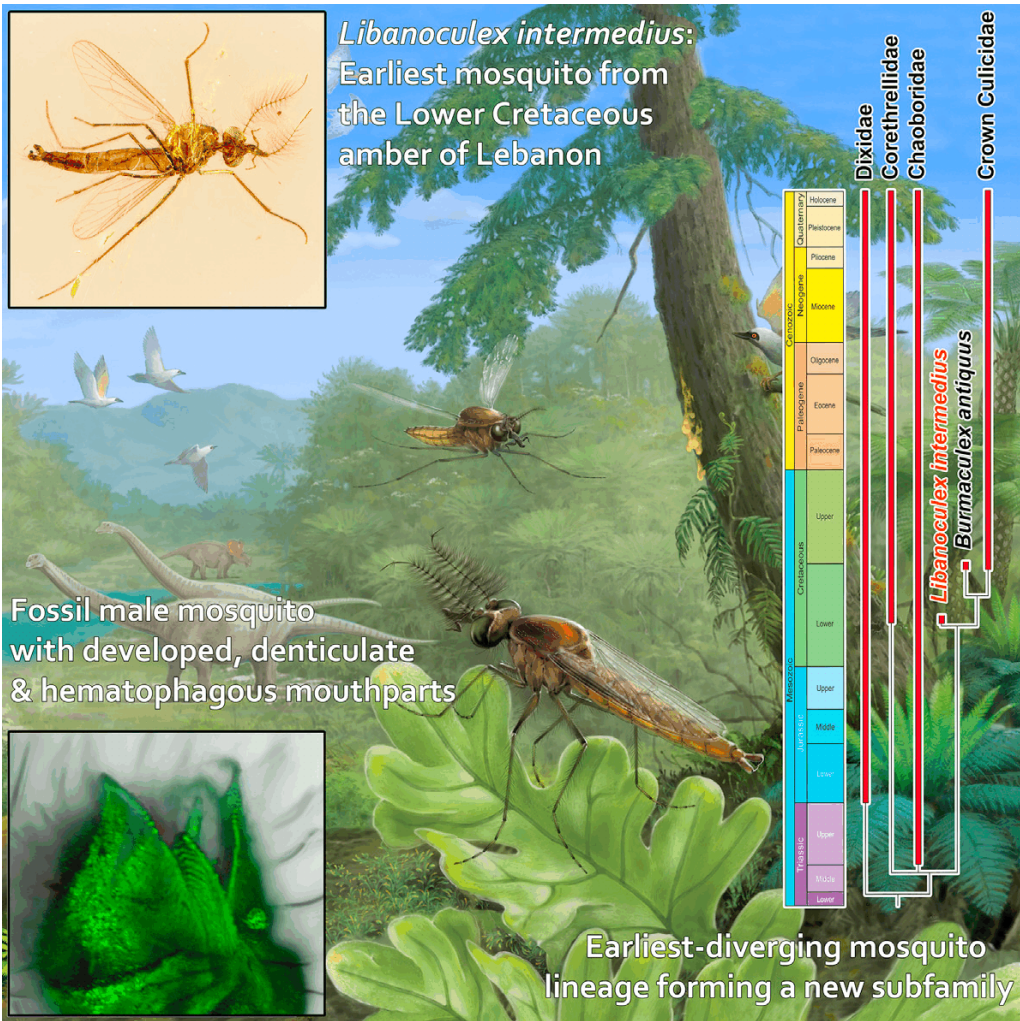 Libanoculex intermedius:
Earliest mosquito from
the Lower Cretaceous
amber of Lebanon
Dixidae
Corethrellidae
Chaoboridae
Crown Culicidae
Libanoculex intermedius
Burmaculex antiquus
Cenozoic
Quaternary
Holocene
Pleistocene
Neogene
Pliocene
Miocene
Paleogene
Oligocene
Eocene
Paleocene
Mesozoic
Cretaceous
Upper
Lower
Jurassic
Upper
Middle
Lower
Triassic
Upper
Middle
Lower
Fossil male mosquito
with developed, denticulate
& hematophagous mouthparts
Earliest-diverging mosquito
lineage forming a new subfamily